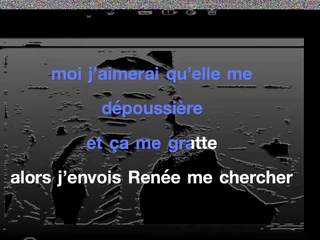 moi j'aimerai qu'elle me
dépoussière
et ça me gratte
alors j'envois Renée me chercher